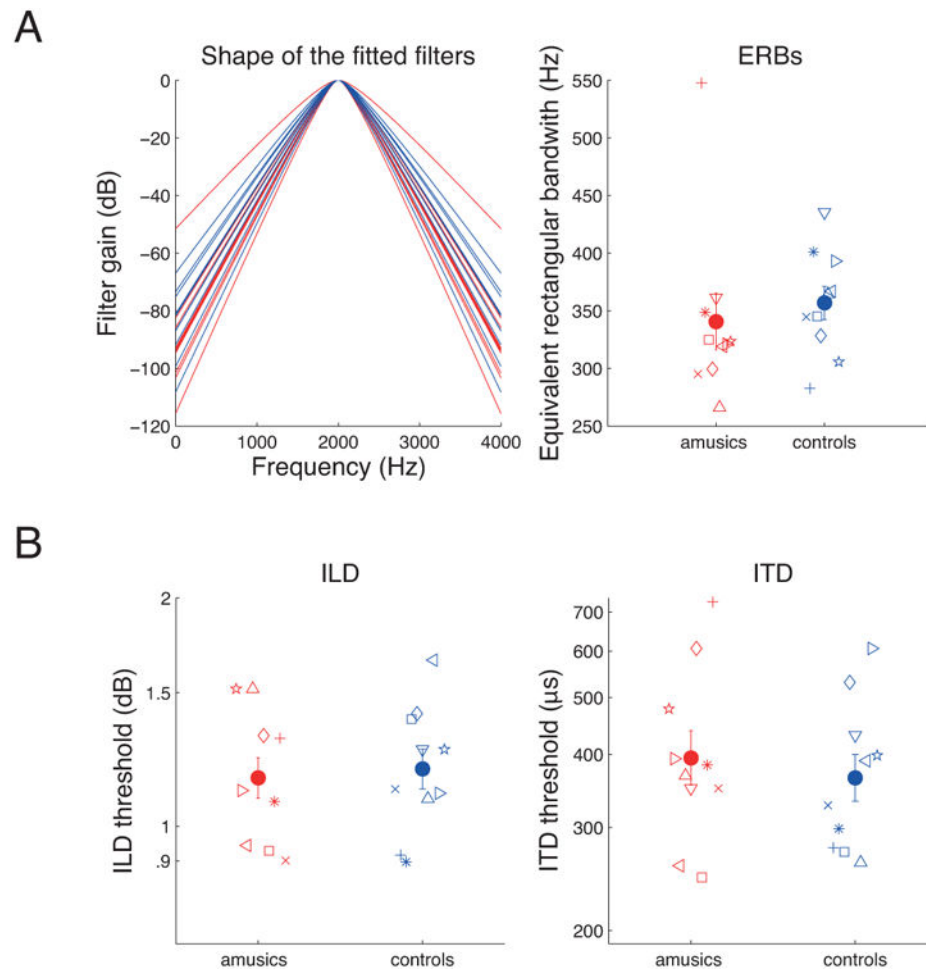 A
Shape of the fitted filters
Filter gain (dB)
0
−20
−40
−60
−80
−100
−120
0 1000 2000 3000 4000
Frequency (Hz)
ERBs
Equivalent rectangular bandwith (Hz)
550
500
450
400
350
300
250
amusics controls
B
ILD
ILD threshold (dB)
2
1.5
1
.9
amusics controls
ITD
ITD threshold (µs)
700
600
500
400
300
200
amusics controls